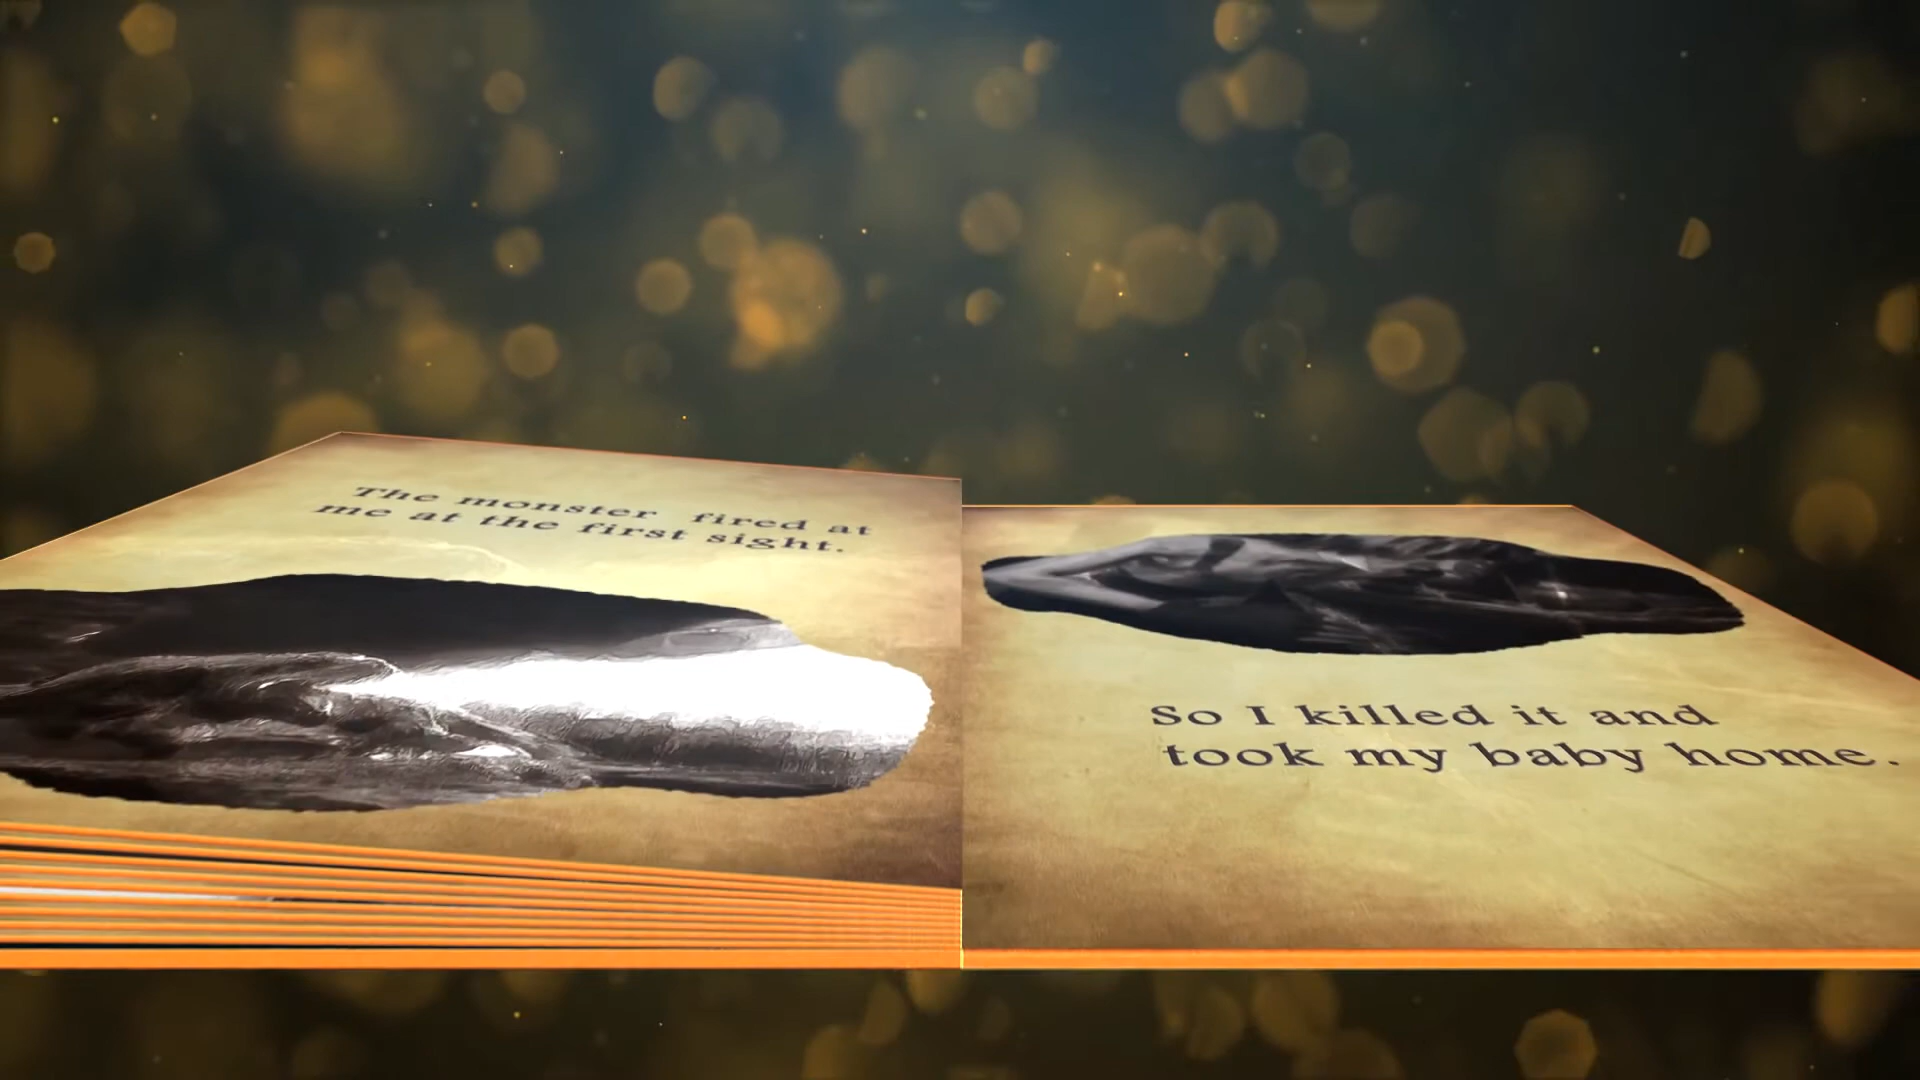 The monster fired at
me at the first sight.
So I killed it and
took my baby home.